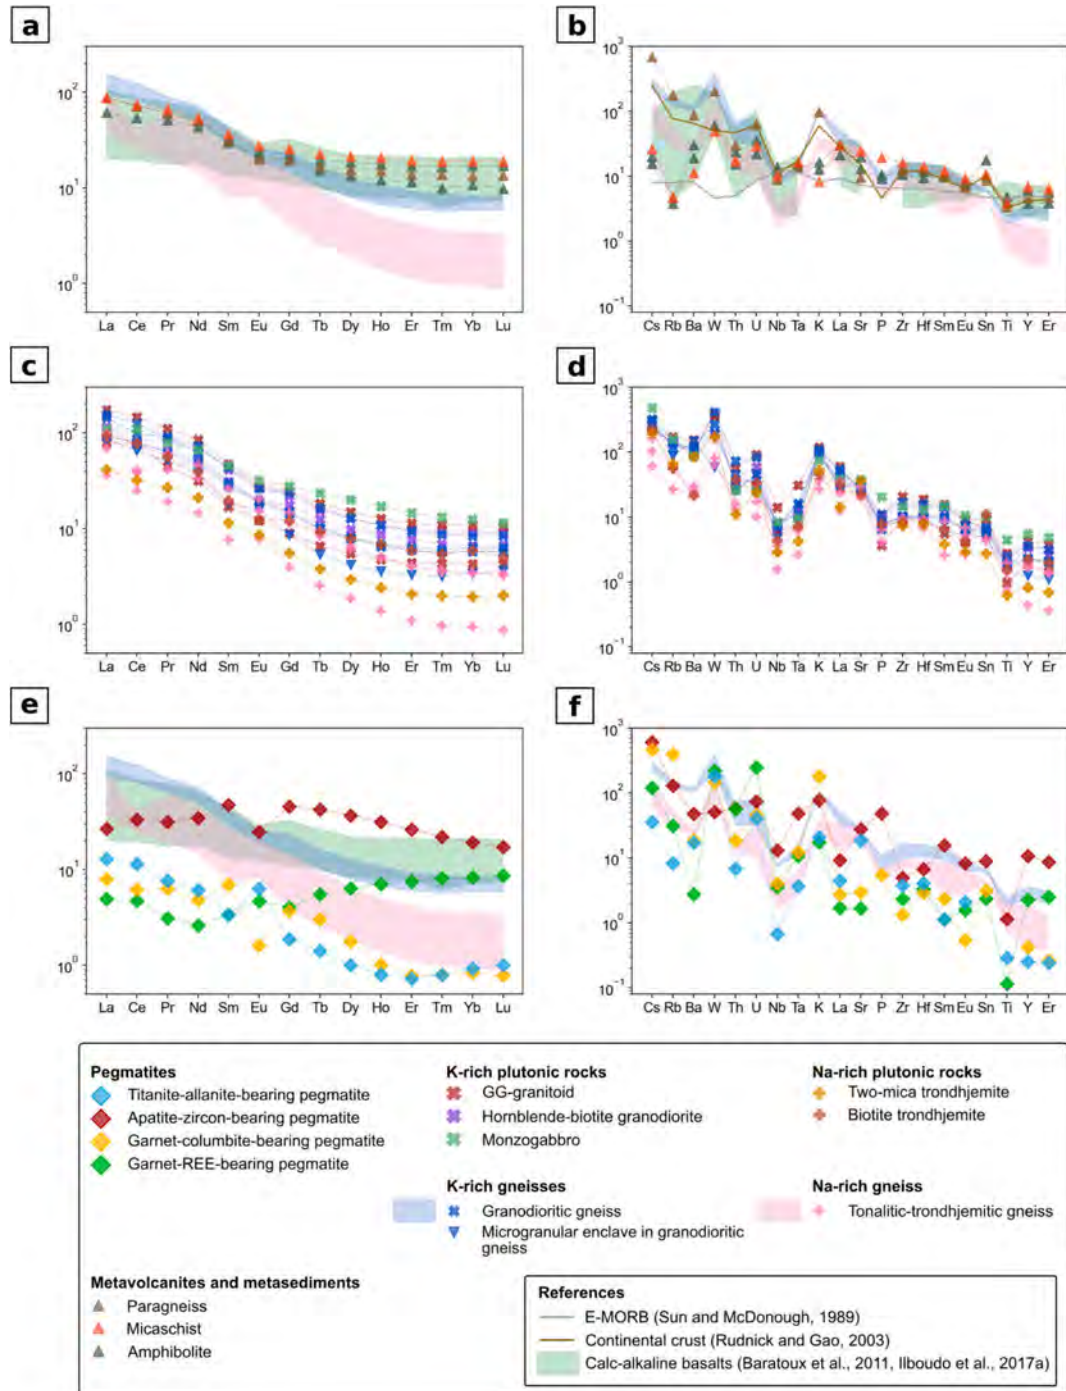 a
b
10²
10¹
10⁰
La Ce Pr Nd Sm Eu Gd Tb Dy Ho Er Tm Yb Lu
10³
10²
10¹
10⁰
10⁻¹
Cs Rb Ba W Th U Nb Ta K La Sr P Zr Hf Sm Eu Sn Ti Y Er
c
d
10²
10¹
10⁰
La Ce Pr Nd Sm Eu Gd Tb Dy Ho Er Tm Yb Lu
10³
10²
10¹
10⁰
10⁻¹
Cs Rb Ba W Th U Nb Ta K La Sr P Zr Hf Sm Eu Sn Ti Y Er
e
f
10²
10¹
10⁰
La Ce Pr Nd Sm Eu Gd Tb Dy Ho Er Tm Yb Lu
10³
10²
10¹
10⁰
10⁻¹
Cs Rb Ba W Th U Nb Ta K La Sr P Zr Hf Sm Eu Sn Ti Y Er
Pegmatites
Titanite-allanite-bearing pegmatite
Apatite-zircon-bearing pegmatite
Garnet-columbite-bearing pegmatite
Garnet-REE-bearing pegmatite
K-rich plutonic rocks
GG-granitoid
Hornblende-biotite granodiorite
Monzogabbro
Na-rich plutonic rocks
Two-mica trondhjemite
Biotite trondhjemite
K-rich gneisses
Granodioritic gneiss
Microgranular enclave in granodioritic
gneiss
Na-rich gneiss
Tonalitic-trondhjemitic gneiss
Metavolcanites and metasediments
Paragneiss
Micaschist
Amphibolite
References
E-MORB (Sun and McDonough, 1989)
Continental crust (Rudnick and Gao, 2003)
Calc-alkaline basalts (Baratoux et al., 2011, Ilboudo et al., 2017a)